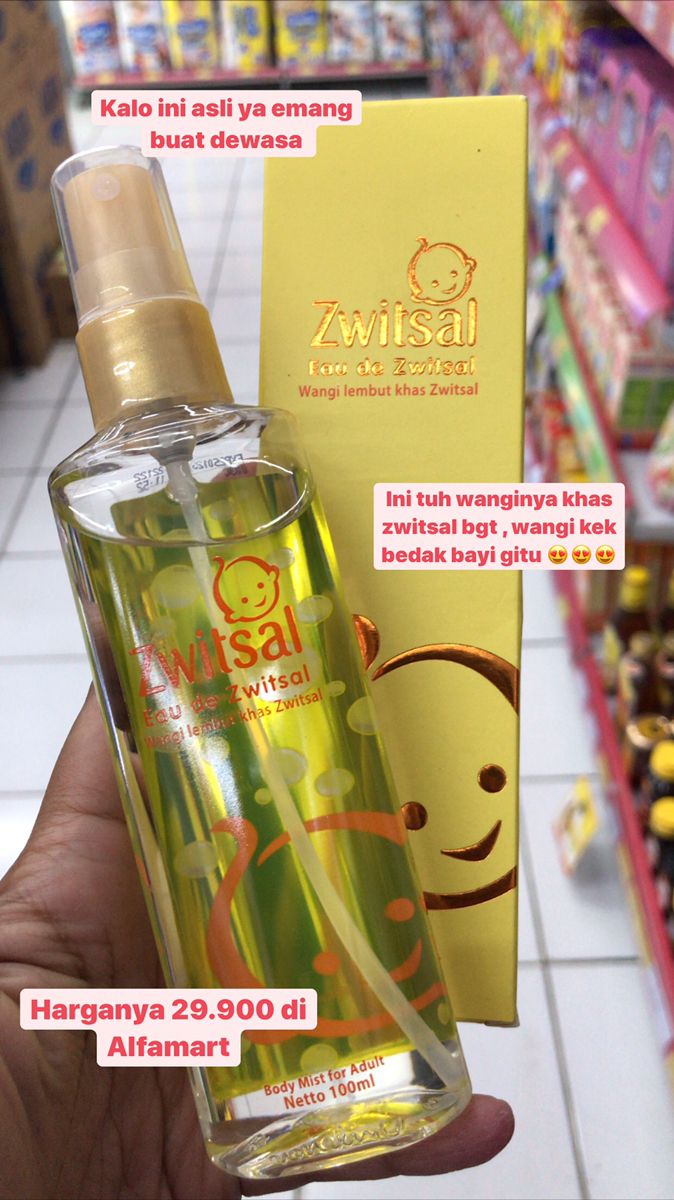 Kalo ini asli ya emang
buat dewasa
Zwitsal
Eau de Zwitsal
Wangi lembut khas Zwitsal
Ini tuh wanginya khas
zwitsal bgt , wangi kek
bedak bayi gitu 😍😍😍
Zwitsal
Eau de Zwitsal
Wangi lembut khas Zwitsal
Harganya 29.900 di
Alfamart
Body Mist for Adult
Netto 100ml